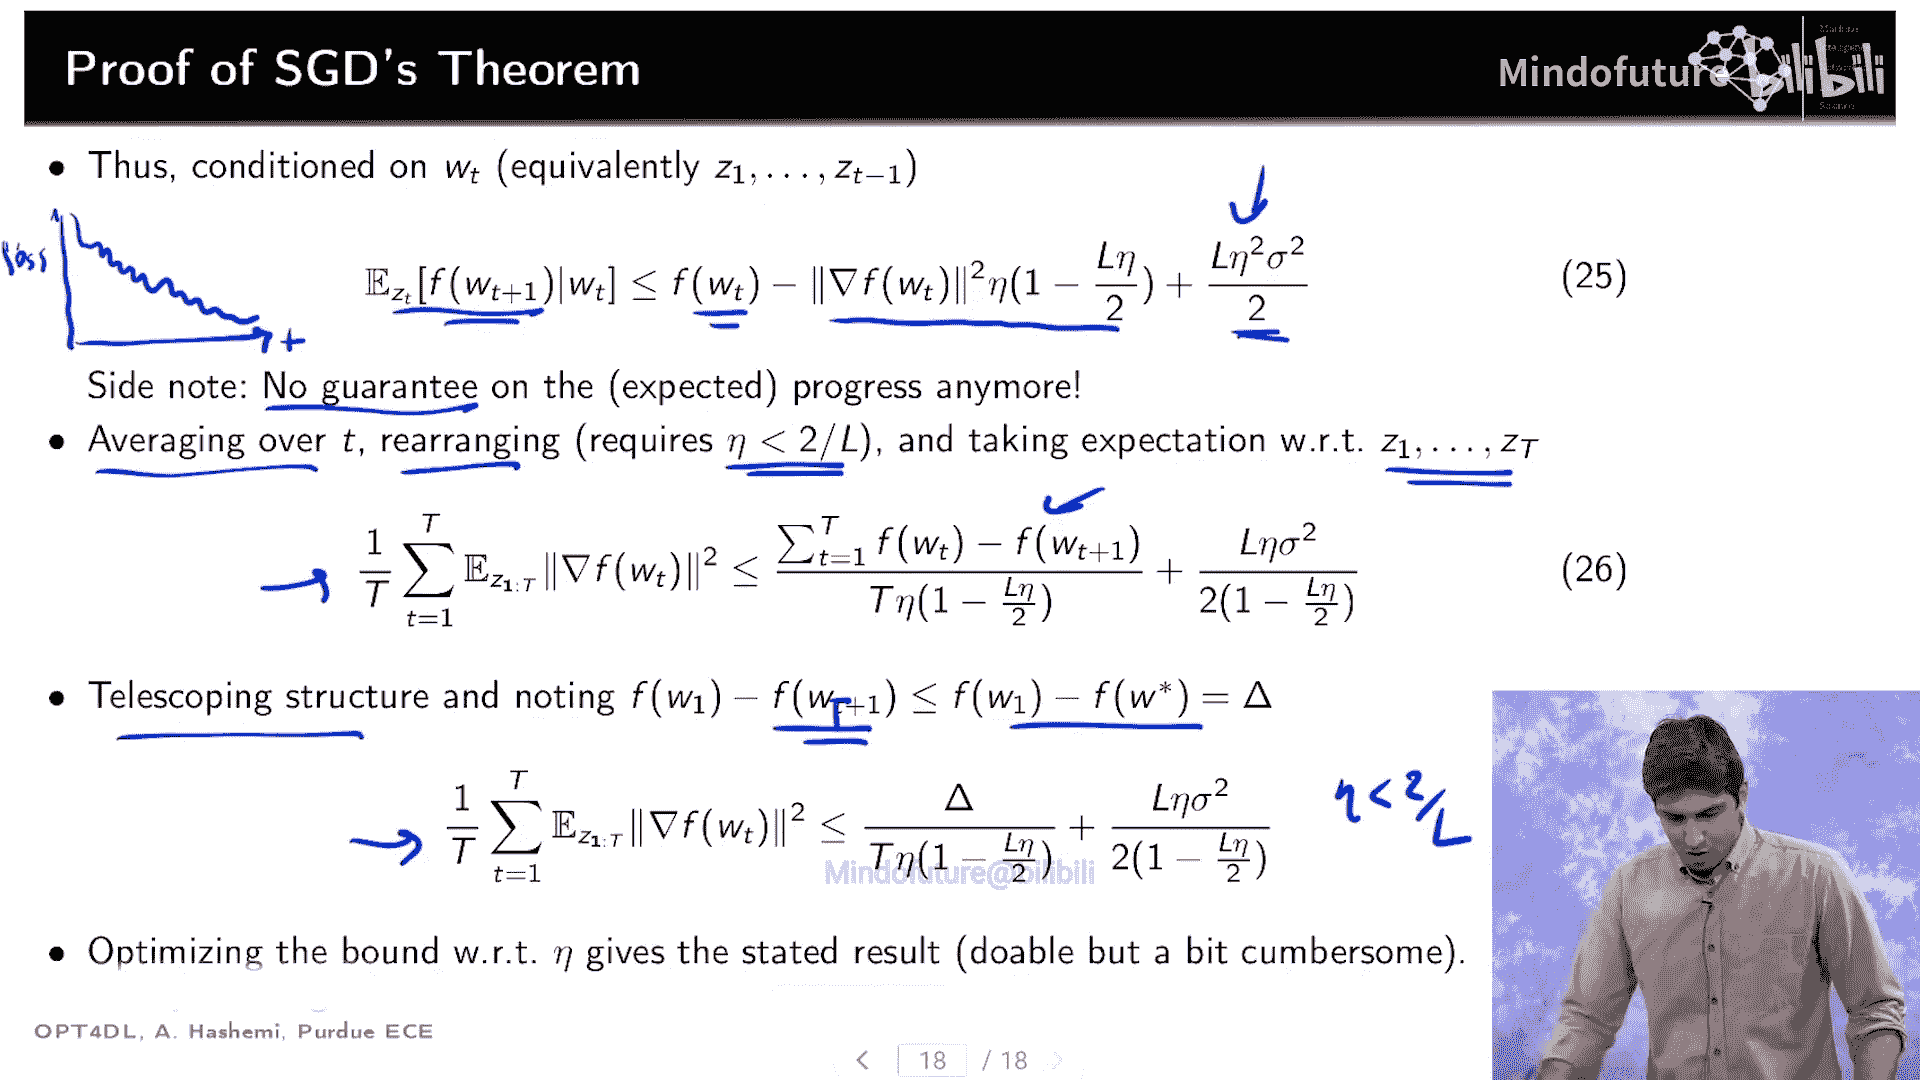 Proof of SGD's Theorem
Mindofuture bilibili
• Thus, conditioned on w_t (equivalently z_1, . . . , z_{t−1})
loss
𝔼_{z_t}[f(w_{t+1})|w_t] ≤ f(w_t) − ‖∇f(w_t)‖²η(1 − Lη/2) + Lη²σ²/2 (25)
t
Side note: No guarantee on the (expected) progress anymore!
• Averaging over t, rearranging (requires η < 2/L), and taking expectation w.r.t. z_1, . . . , z_T
1/T ∑_{t=1}^{T} 𝔼_{z_{1:T}}‖∇f(w_t)‖² ≤ ∑_{t=1}^{T} f(w_t) − f(w_{t+1}) / Tη(1 − Lη/2) + Lησ² / 2(1 − Lη/2) (26)
• Telescoping structure and noting f(w_1) − f(w_{T+1}) ≤ f(w_1) − f(w*) = Δ
1/T ∑_{t=1}^{T} 𝔼_{z_{1:T}}‖∇f(w_t)‖² ≤ Δ / Tη(1 − Lη/2) + Lησ² / 2(1 − Lη/2)
η < 2/L
Mindofuture@bilibili
• Optimizing the bound w.r.t. η gives the stated result (doable but a bit cumbersome).
OPT4DL, A. Hashemi, Purdue ECE
18 / 18